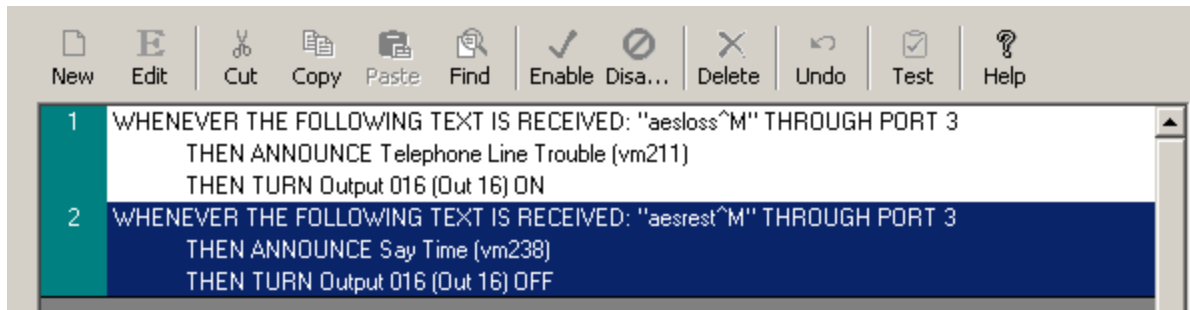 New Edit Cut Copy Paste Find Enable Disa... Delete Undo Test Help
1 WHENEVER THE FOLLOWING TEXT IS RECEIVED: "aesloss^M" THROUGH PORT 3
THEN ANNOUNCE Telephone Line Trouble (vm211)
THEN TURN Output 016 (Out 16) ON
2 WHENEVER THE FOLLOWING TEXT IS RECEIVED: "aesrest^M" THROUGH PORT 3
THEN ANNOUNCE Say Time (vm238)
THEN TURN Output 016 (Out 16) OFF